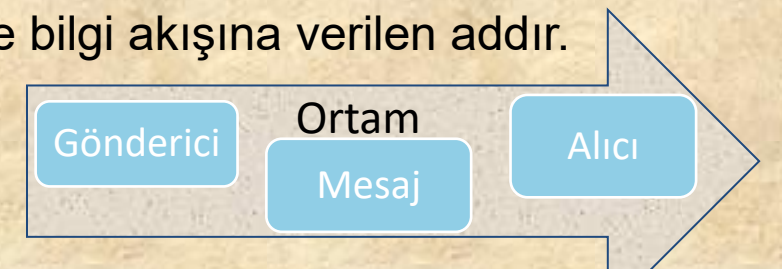 e bilgi akışına verilen addır.
Gönderici
Ortam
Mesaj
Alıcı